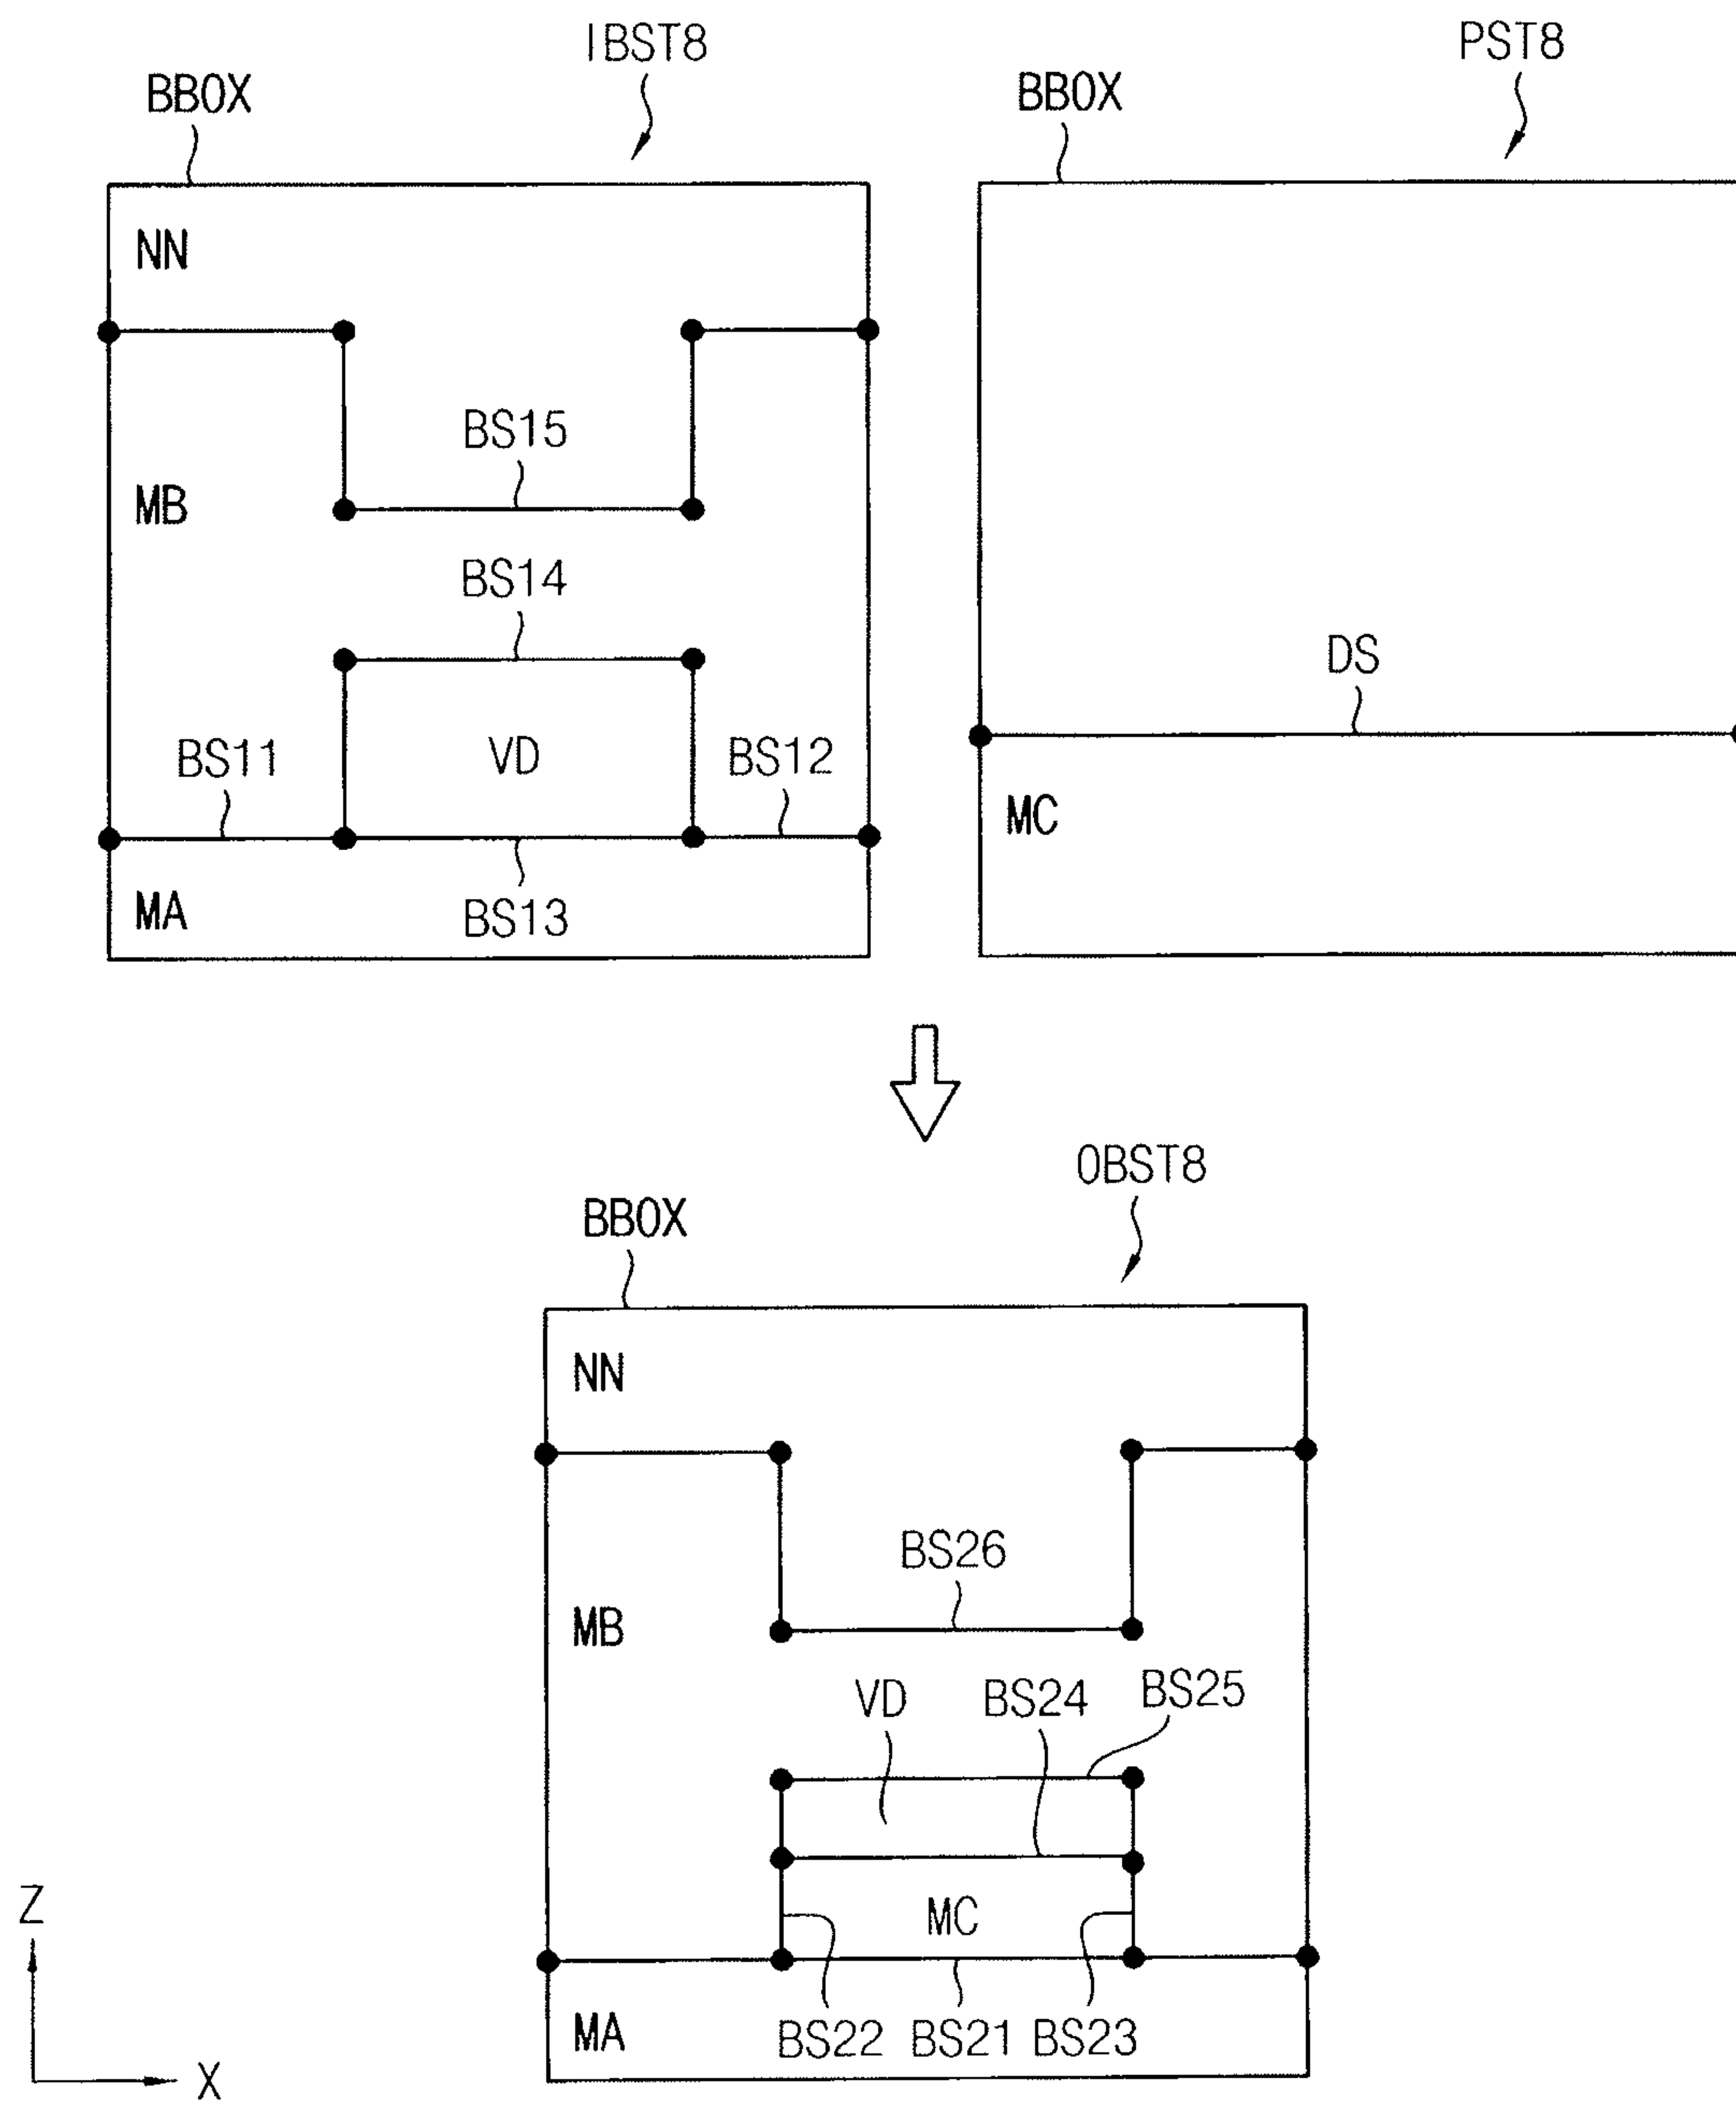 IBST8
BBOX
NN
BS15
MB
BS14
BS11
VD
BS12
MA
BS13
PST8
BBOX
DS
MC
OBST8
BBOX
NN
BS26
MB
VD
BS24
BS25
MC
MA
BS22
BS21
BS23
Z
X